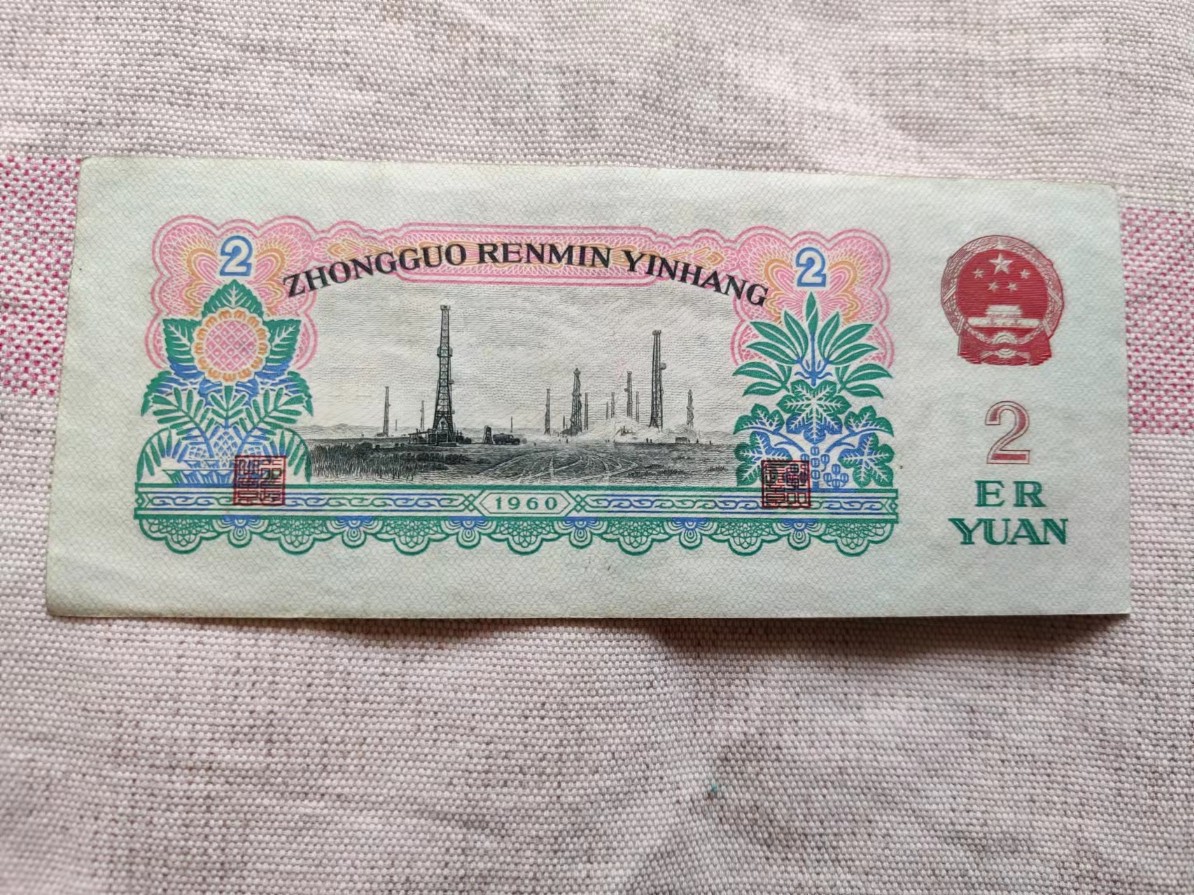 ZHONGGUO RENMIN YINHANG
2
2
1960
2
ER
YUAN